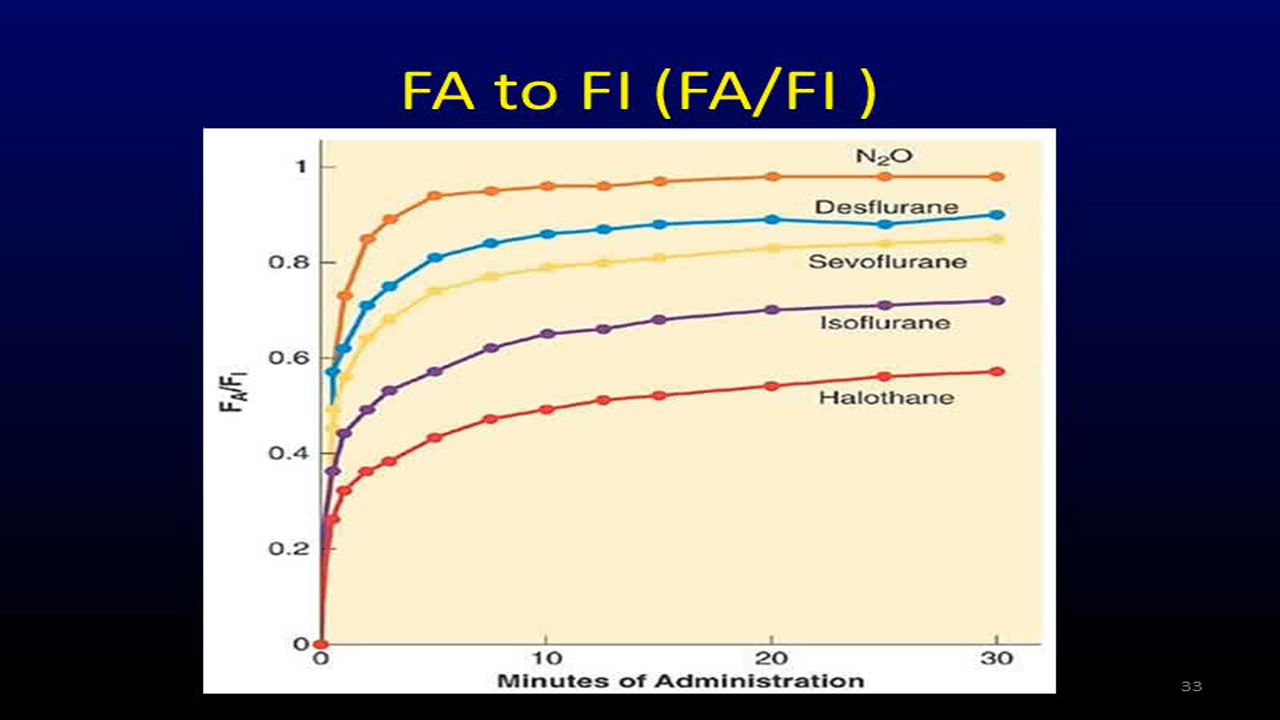 FA to FI (FA/FI )
N₂O
1
Desflurane
0.8
Sevoflurane
Isoflurane
0.6
FA/FI
Halothane
0.4
0.2
0
0 10 20 30
Minutes of Administration
33